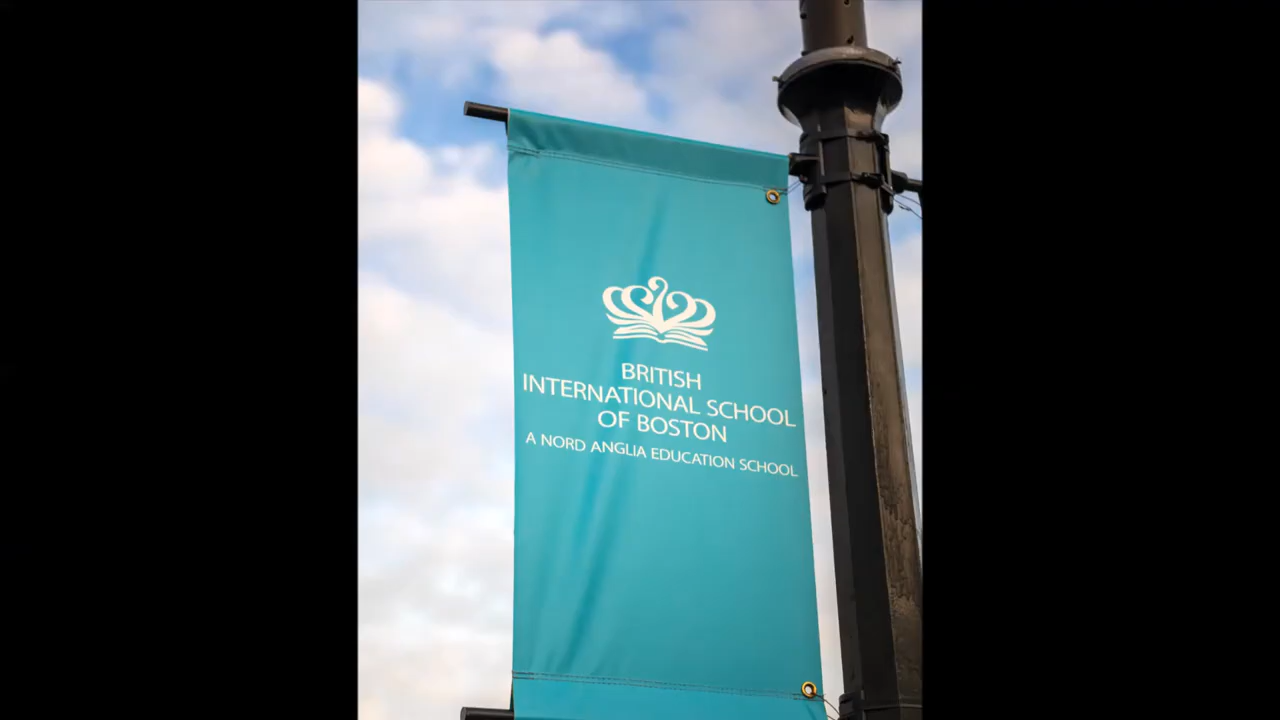 BRITISH
INTERNATIONAL SCHOOL
OF BOSTON
A NORD ANGLIA EDUCATION SCHOOL